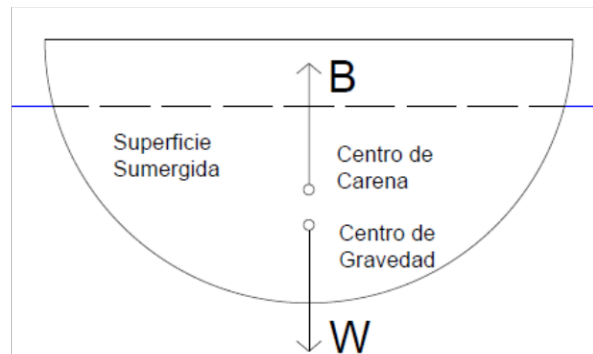 B
Superficie
Sumergida
Centro de
Carena
Centro de
Gravedad
W